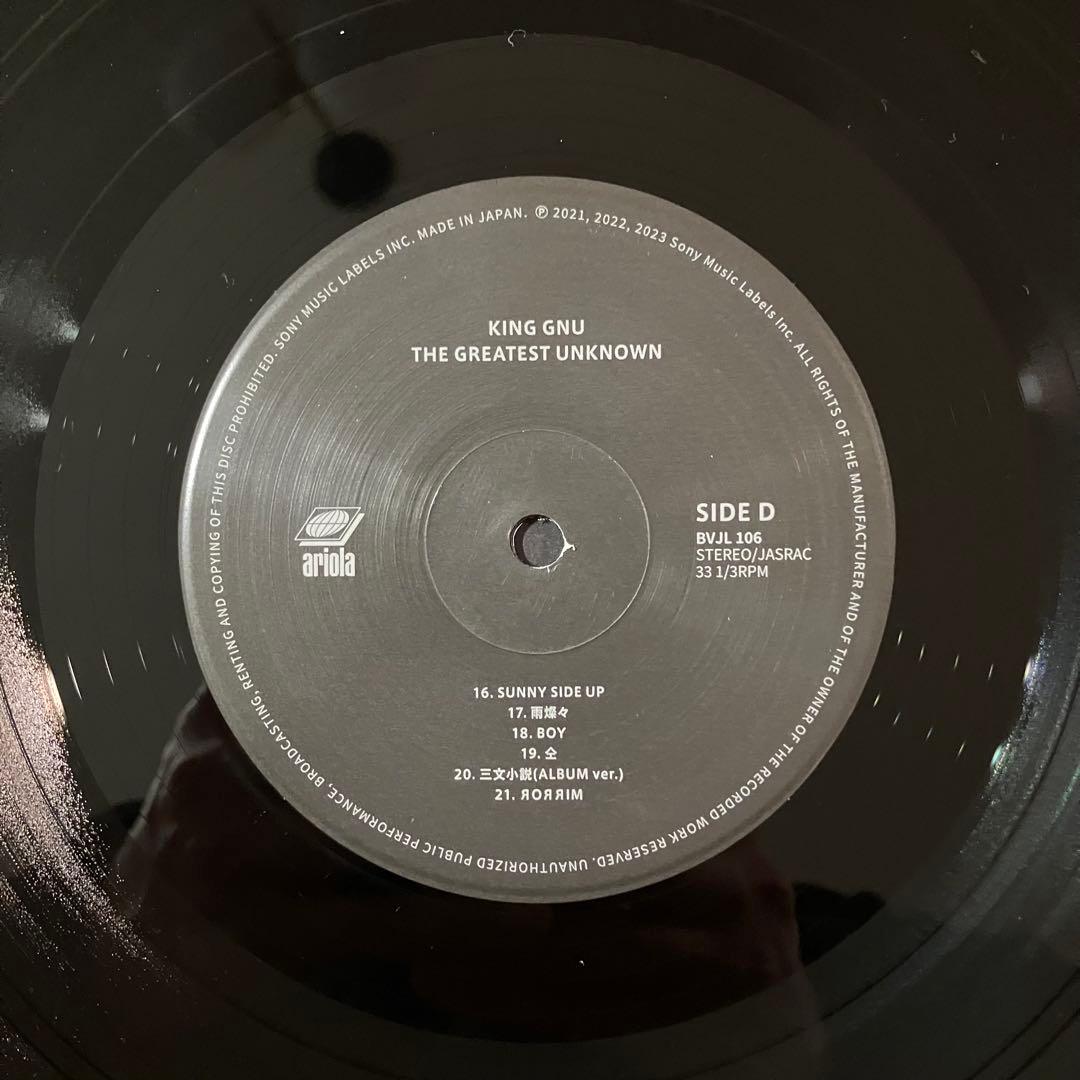 KING GNU
THE GREATEST UNKNOWN
ariola
SIDE D
BVJL 106
STEREO/JASRAC
33 1/3RPM
16. SUNNY SIDE UP
17. 雨燦々
18. BOY
19. 仝
20. 三文小説(ALBUM ver.)
21. ЯOЯЯIM
℗ 2021, 2022, 2023 Sony Music Labels Inc. ALL RIGHTS OF THE MANUFACTURER AND OF THE OWNER OF THE RECORDED WORK RESERVED. UNAUTHORIZED PUBLIC PERFORMANCE, BROADCASTING, RENTING AND COPYING OF THIS DISC PROHIBITED. SONY MUSIC LABELS INC. MADE IN JAPAN.